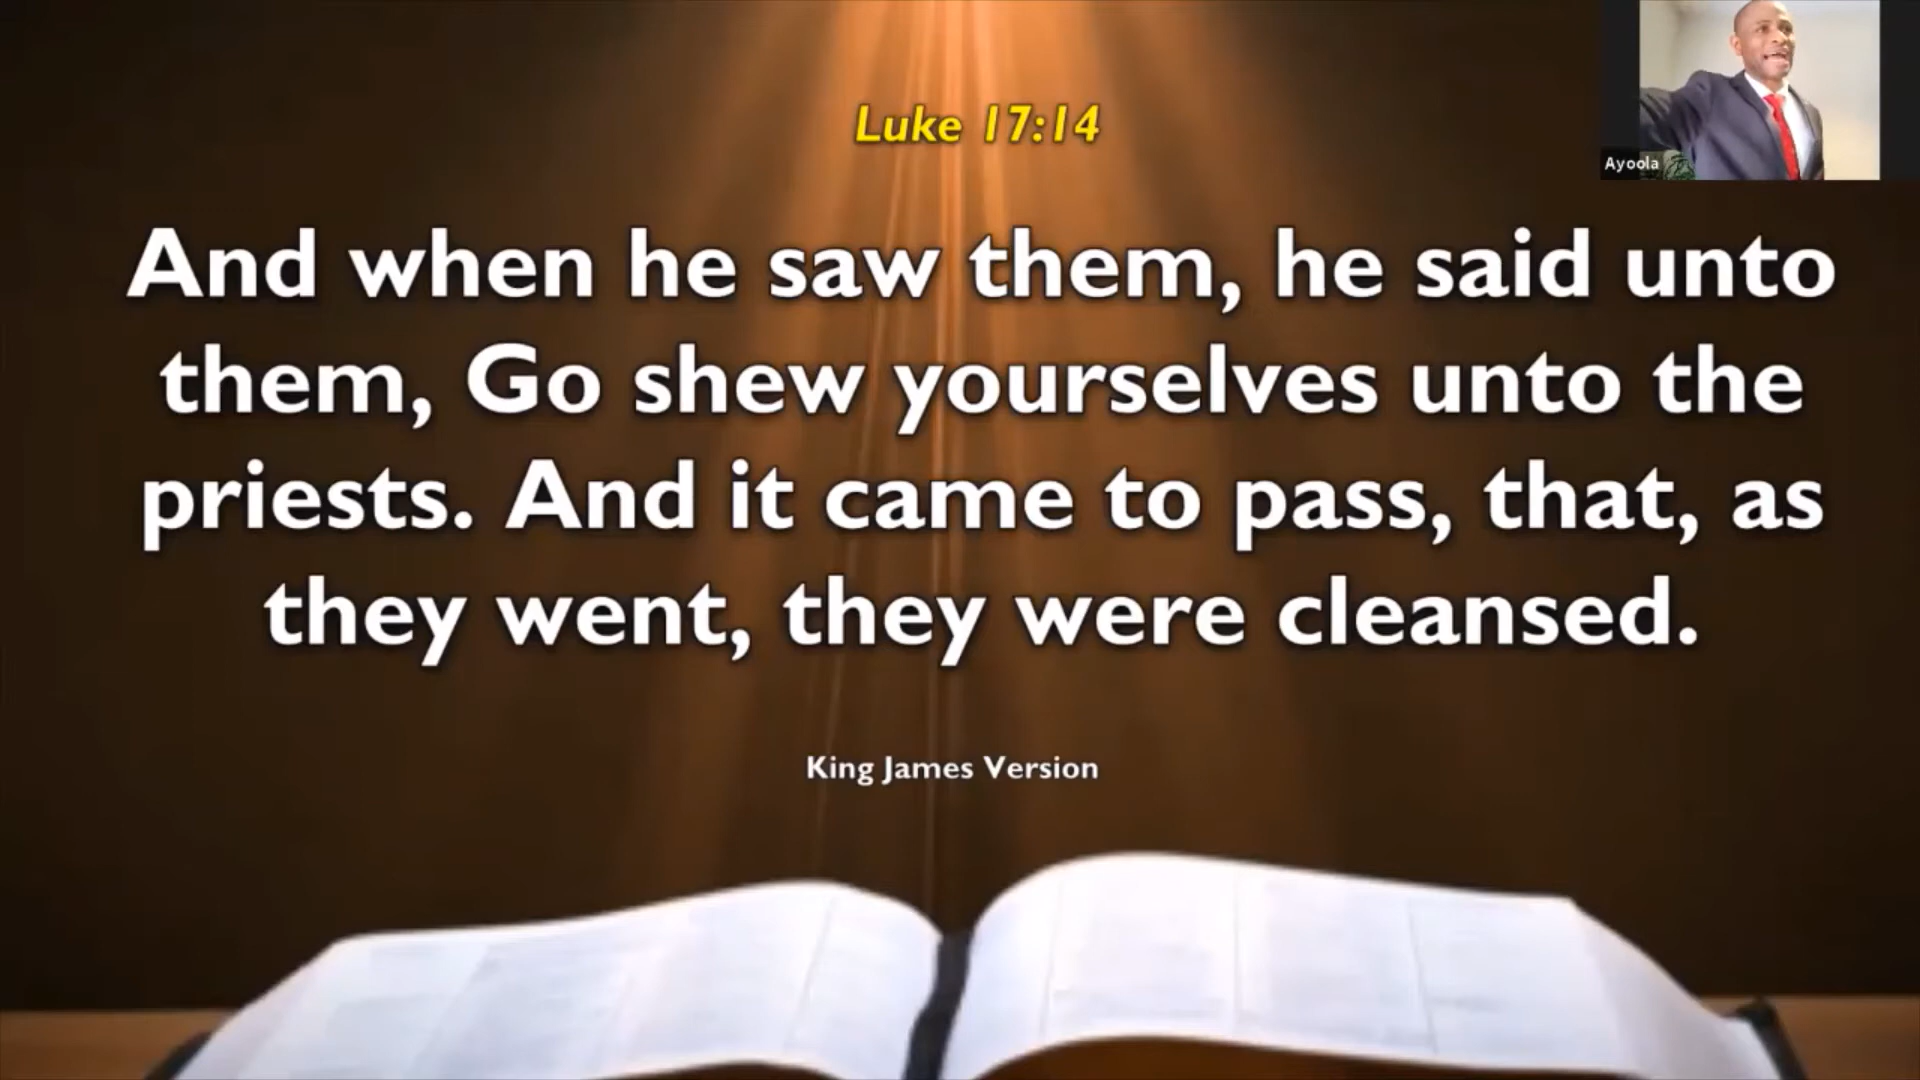 Luke 17:14
Ayoola
And when he saw them, he said unto
them, Go shew yourselves unto the
priests. And it came to pass, that, as
they went, they were cleansed.
King James Version